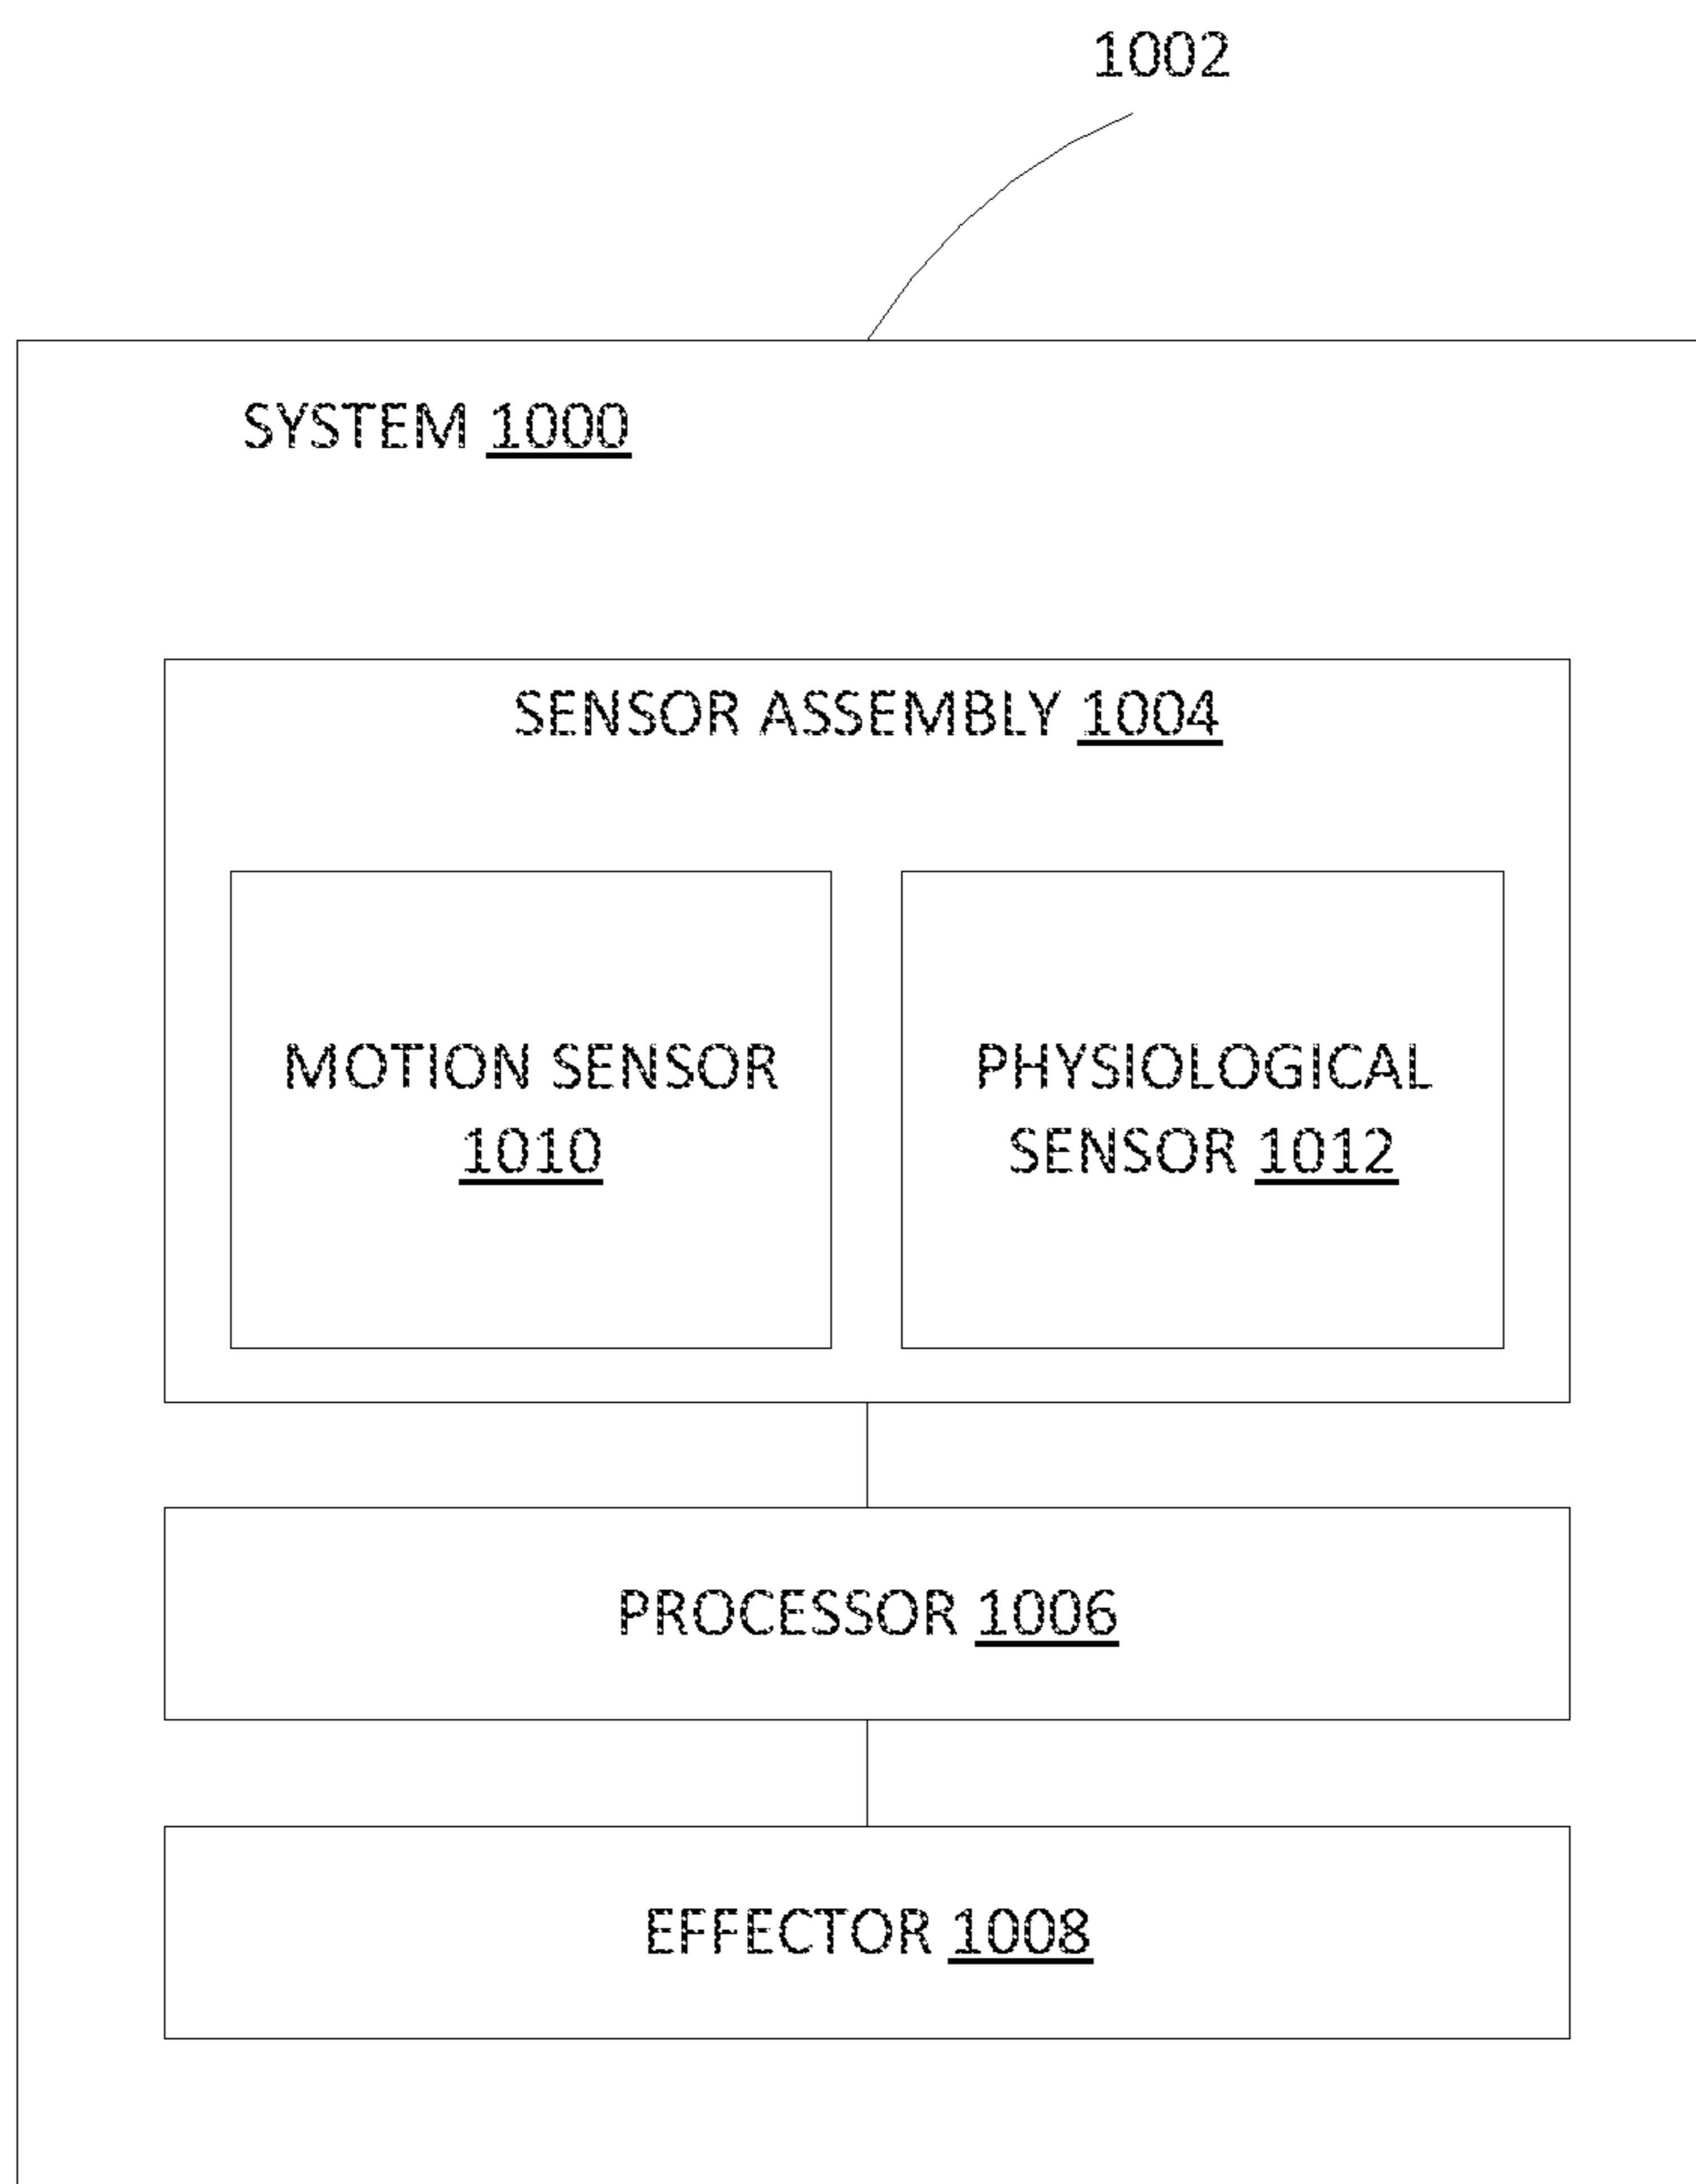 1002
SYSTEM 1000
SENSOR ASSEMBLY 1004
MOTION SENSOR
1010
PHYSIOLOGICAL
SENSOR 1012
PROCESSOR 1006
EFFECTOR 1008